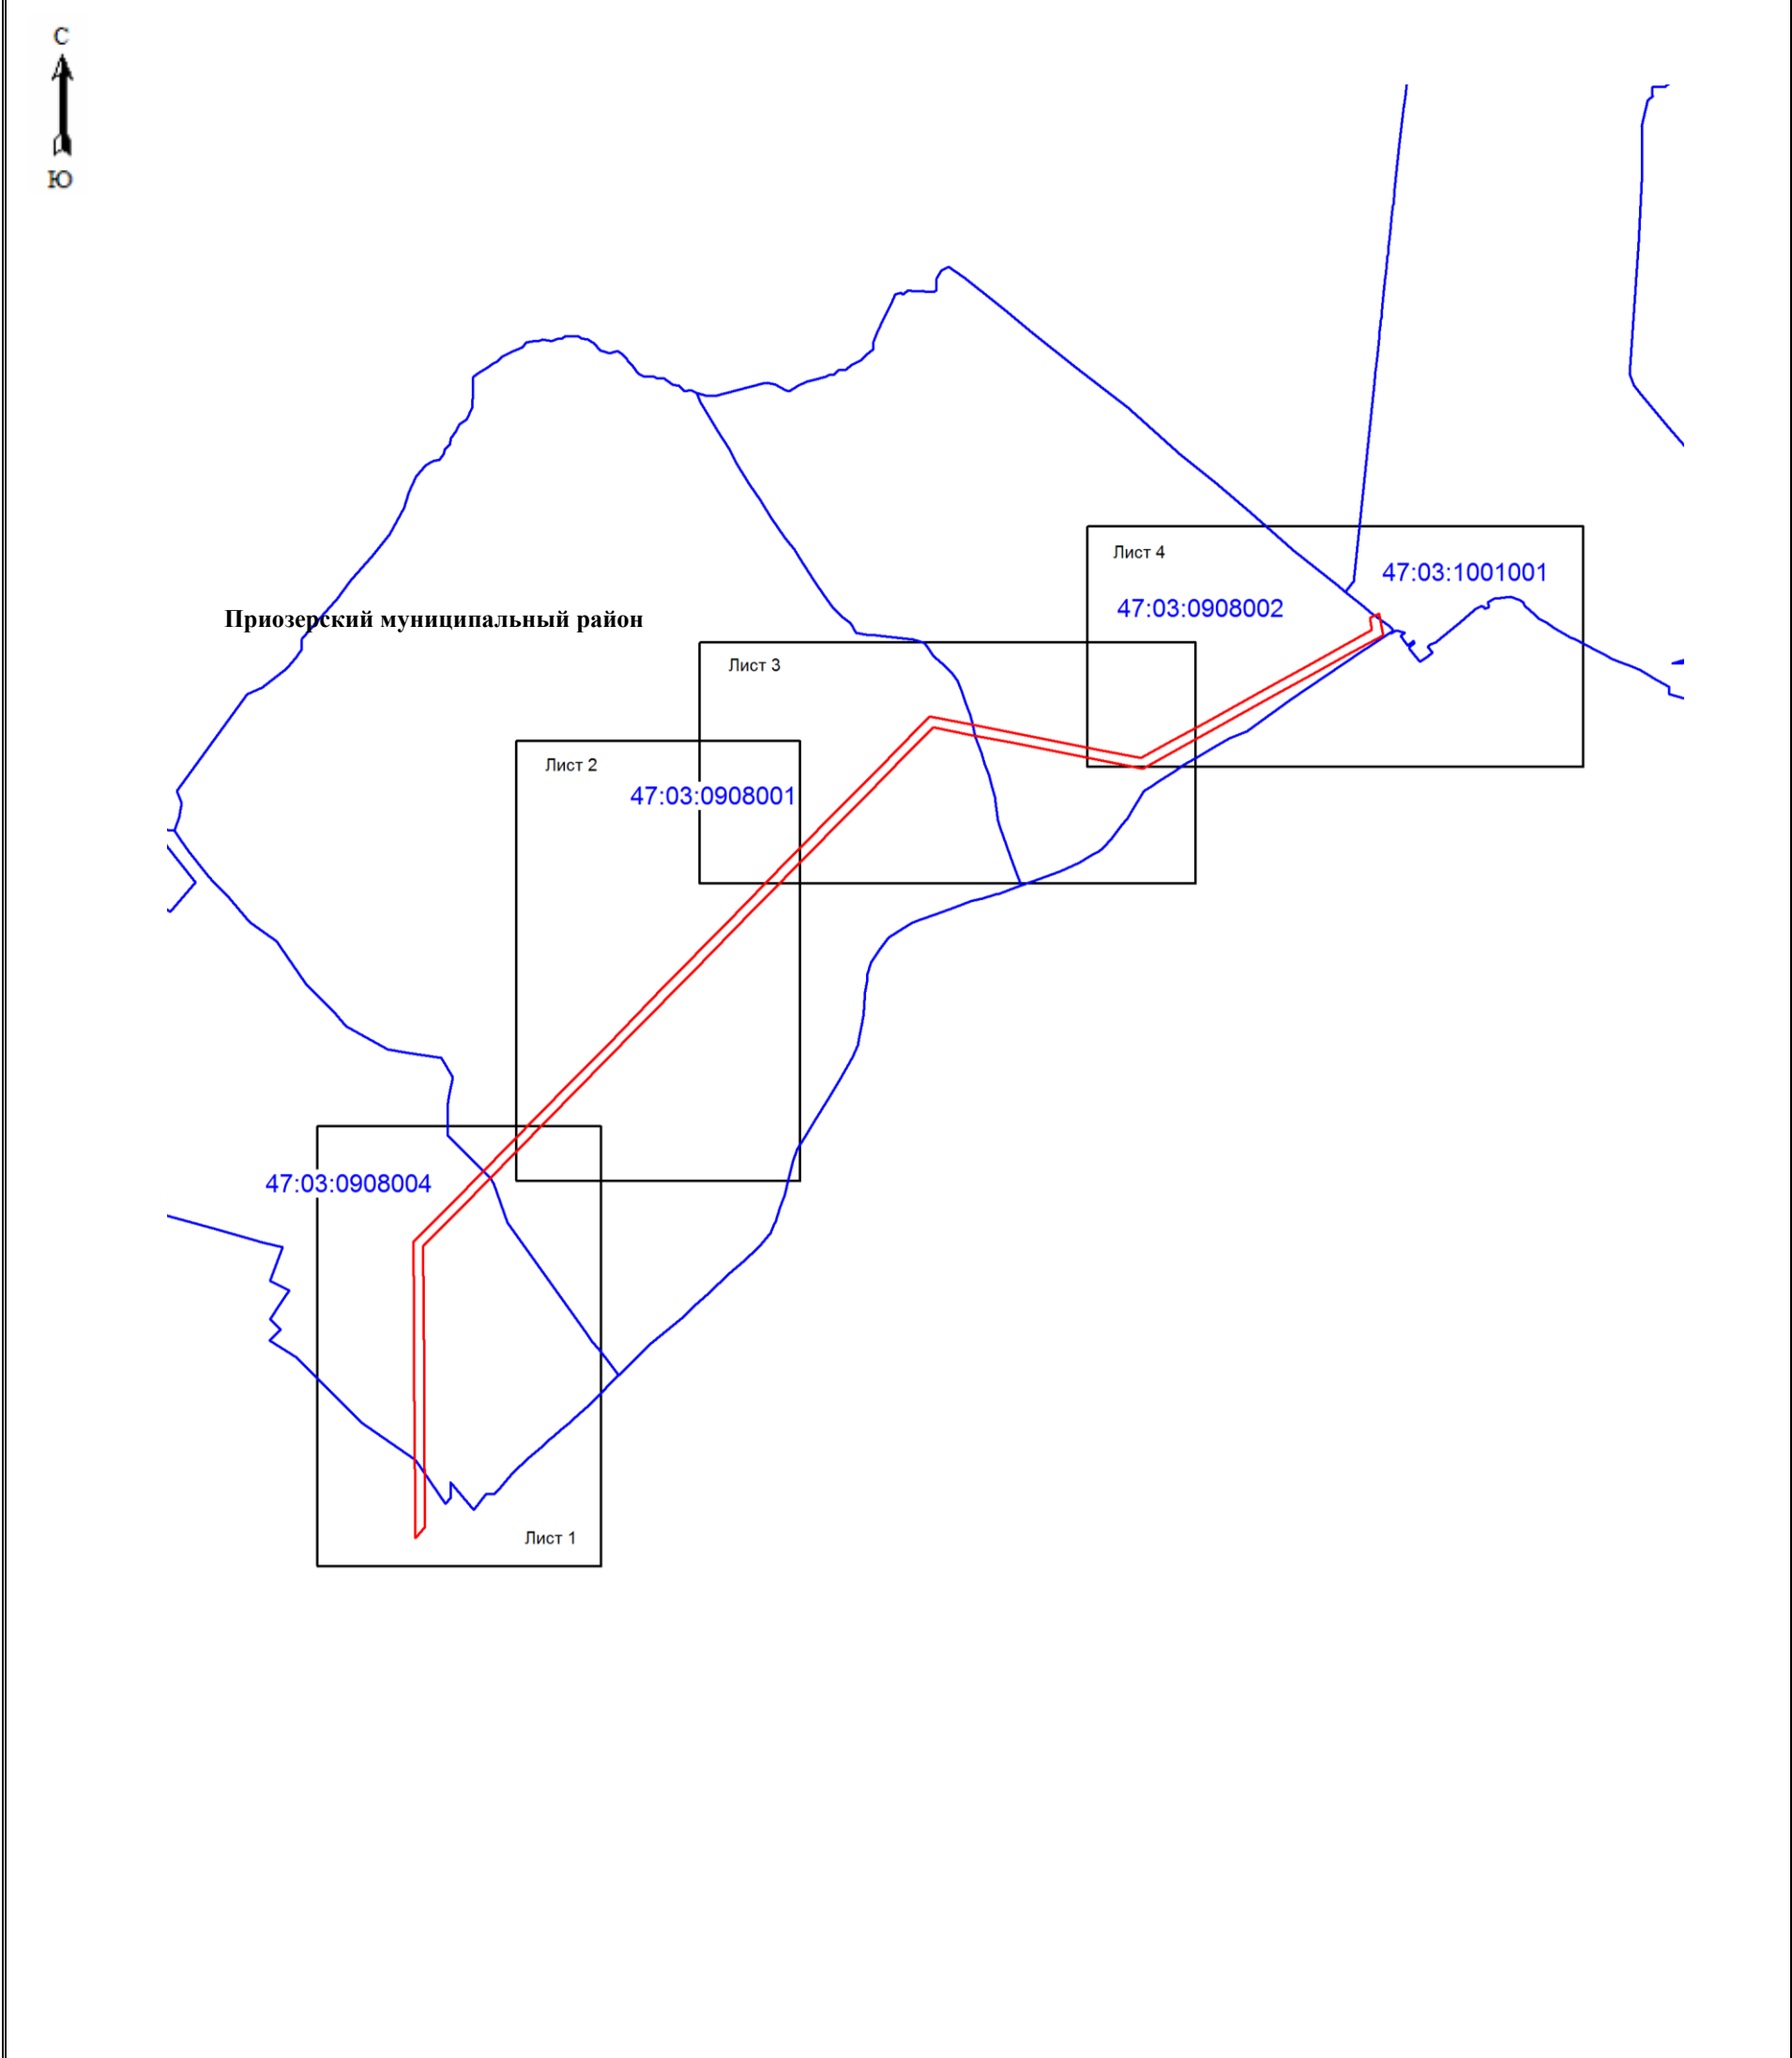 С
Ю
Лист 4
47:03:1001001
47:03:0908002
Приозерский муниципальный район
Лист 3
Лист 2
47:03:0908001
47:03:0908004
Лист 1